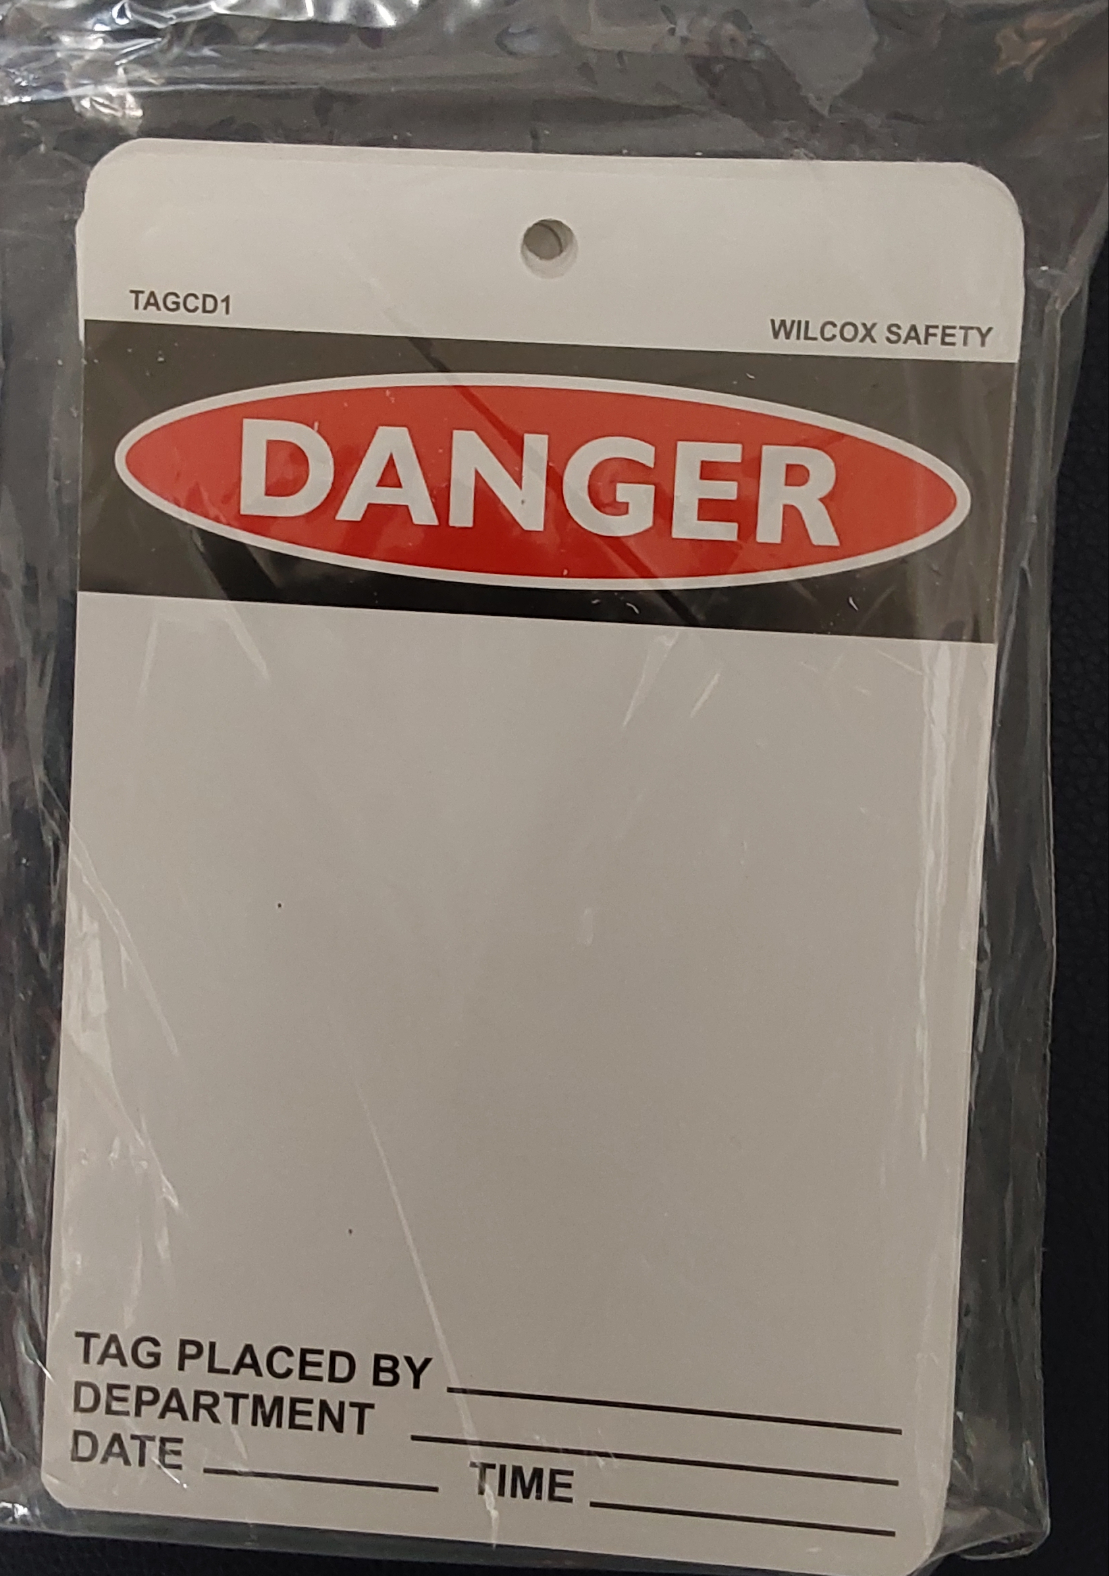 TAGCD1
WILCOX SAFETY
DANGER
TAG PLACED BY
DEPARTMENT
DATE TIME